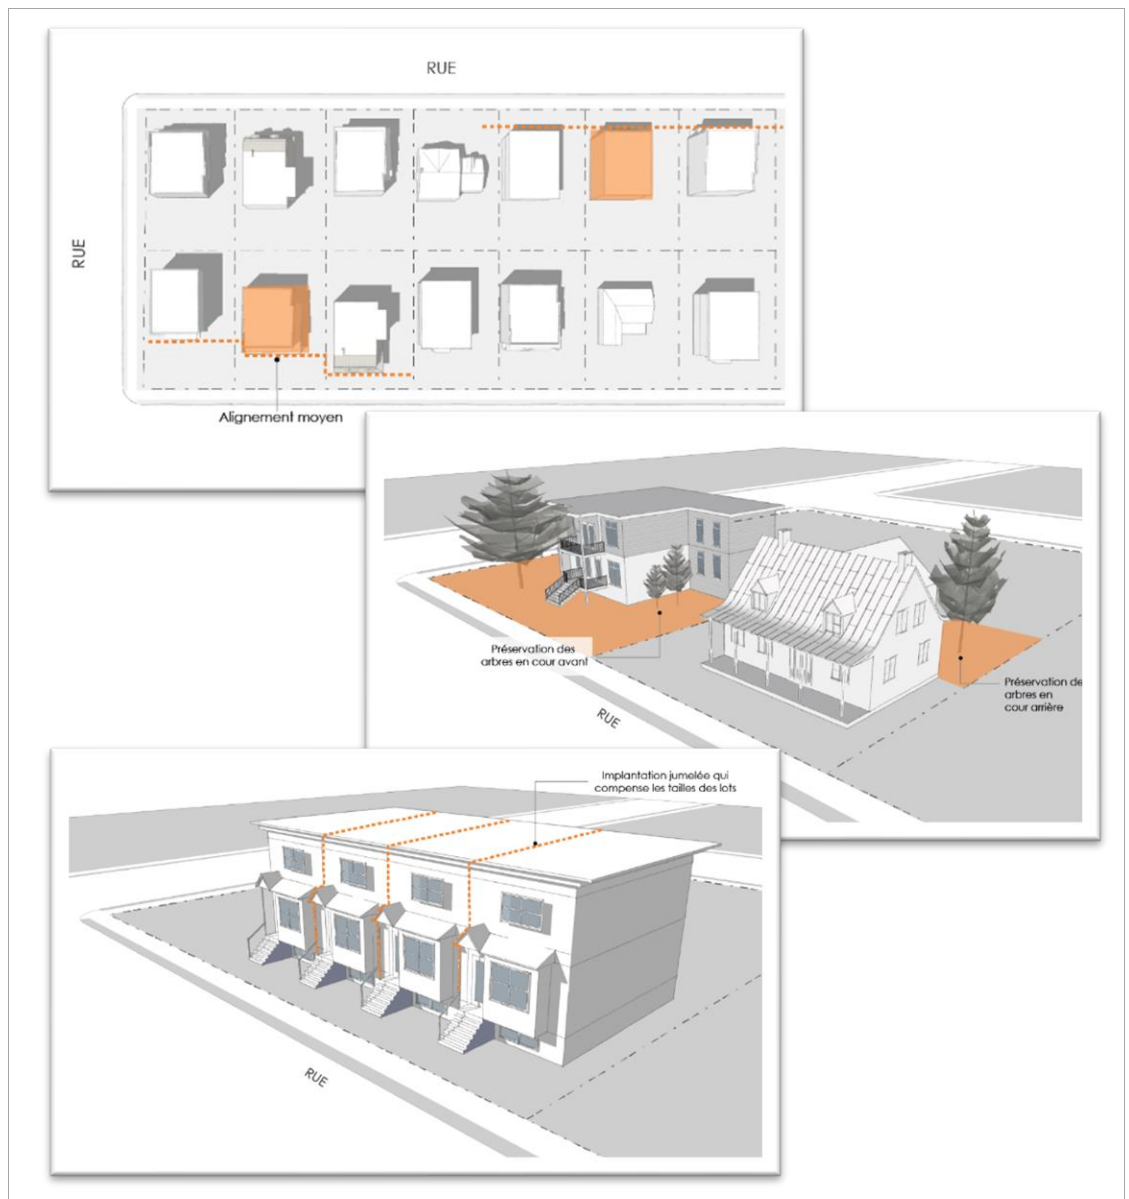 RUE
RUE
Alignement moyen
Préservation des
arbres en cour avant
Préservation de
arbres en
cour arrière
RUE
Implantation jumelée qui
compense les tailles des lots
RUE